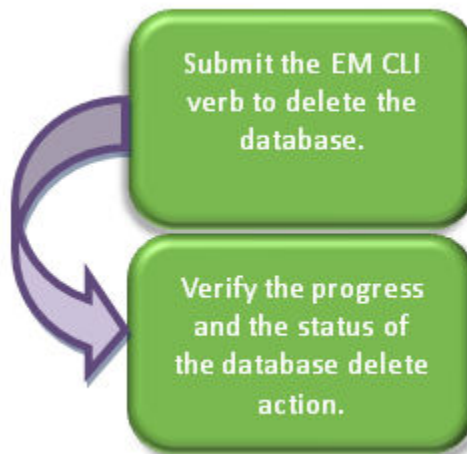 Submit the EM CLI
verb to delete the
database.
Verify the progress
and the status of
the database delete
action.